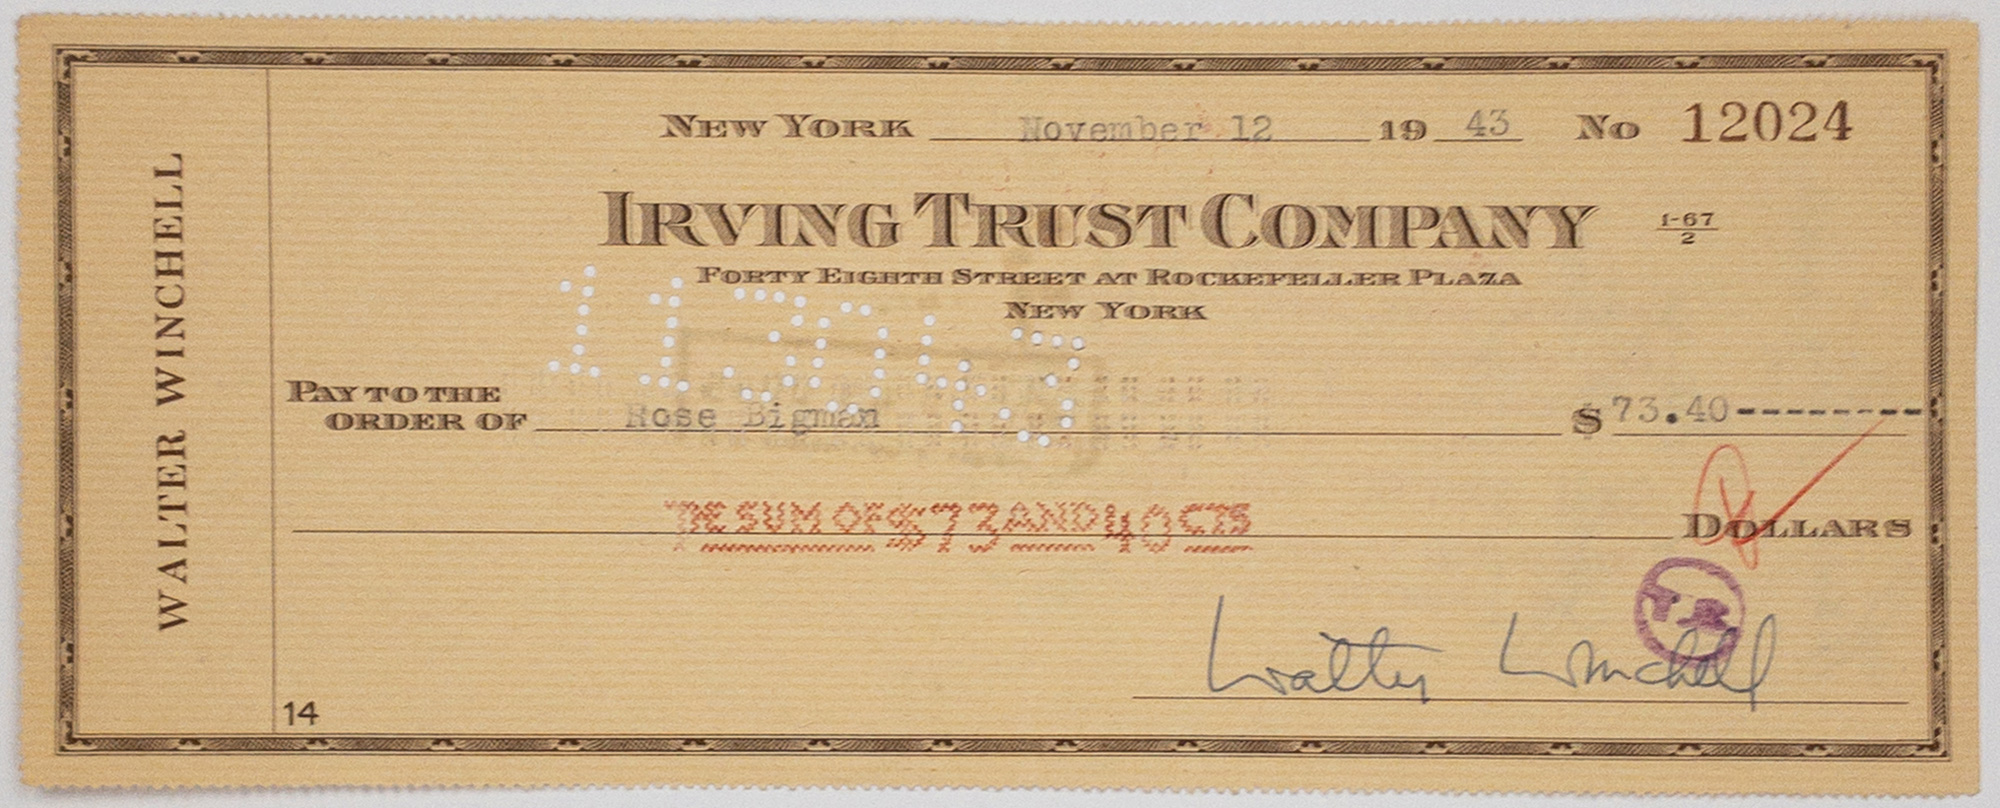 WALTER WINCHELL
NEW YORK November 12 19 43 No 12024
IRVING TRUST COMPANY 1-67/2
FORTY EIGHTH STREET AT ROCKEFELLER PLAZA
NEW YORK
PAY TO THE
ORDER OF Rose Bigman $ 73.40--------
THE SUM OF $73 AND 40 CTS DOLLARS
Walter Winchell
14